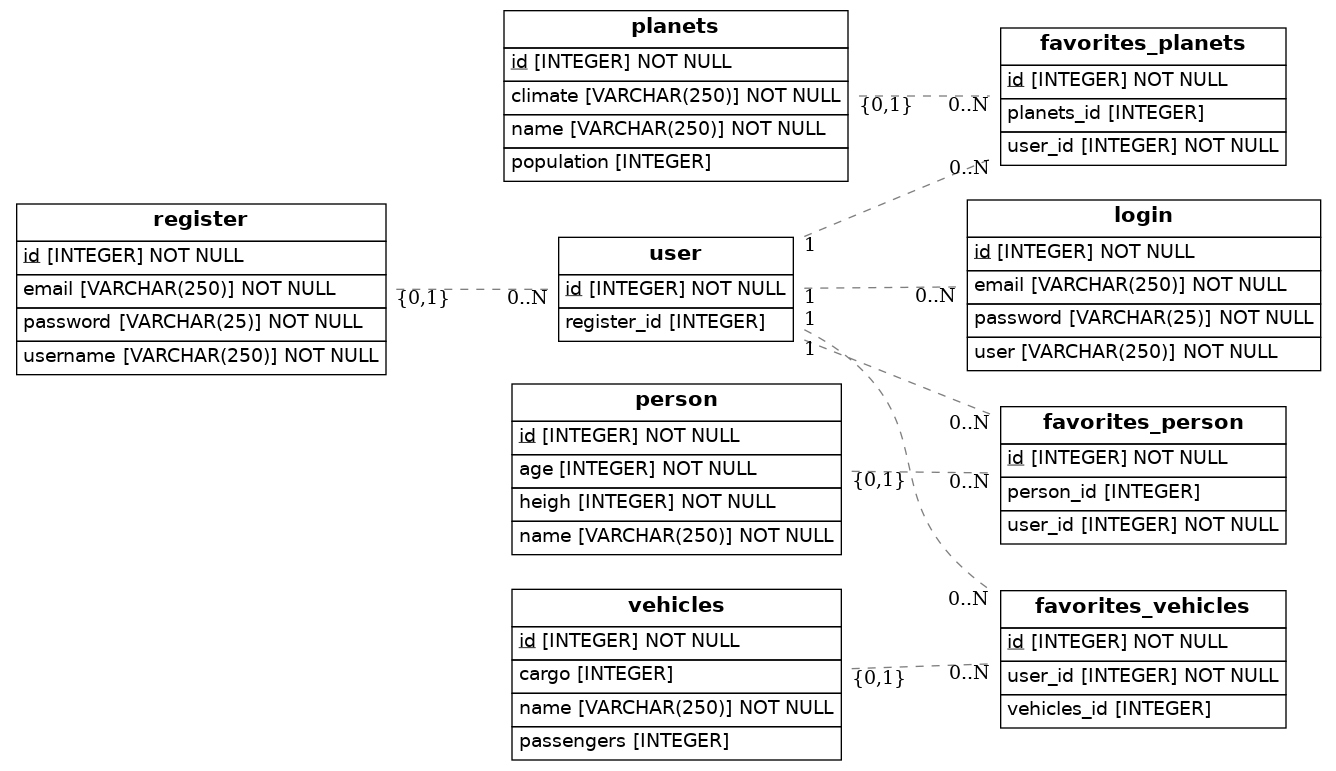 planets
id [INTEGER] NOT NULL
climate [VARCHAR(250)] NOT NULL
name [VARCHAR(250)] NOT NULL
population [INTEGER]
favorites_planets
id [INTEGER] NOT NULL
planets_id [INTEGER]
user_id [INTEGER] NOT NULL
{0,1}
0..N
0..N
1
register
id [INTEGER] NOT NULL
email [VARCHAR(250)] NOT NULL
password [VARCHAR(25)] NOT NULL
username [VARCHAR(250)] NOT NULL
{0,1}
0..N
user
id [INTEGER] NOT NULL
register_id [INTEGER]
1
0..N
1
1
login
id [INTEGER] NOT NULL
email [VARCHAR(250)] NOT NULL
password [VARCHAR(25)] NOT NULL
user [VARCHAR(250)] NOT NULL
person
id [INTEGER] NOT NULL
age [INTEGER] NOT NULL
heigh [INTEGER] NOT NULL
name [VARCHAR(250)] NOT NULL
0..N
{0,1}
0..N
favorites_person
id [INTEGER] NOT NULL
person_id [INTEGER]
user_id [INTEGER] NOT NULL
vehicles
id [INTEGER] NOT NULL
cargo [INTEGER]
name [VARCHAR(250)] NOT NULL
passengers [INTEGER]
0..N
{0,1}
0..N
favorites_vehicles
id [INTEGER] NOT NULL
user_id [INTEGER] NOT NULL
vehicles_id [INTEGER]